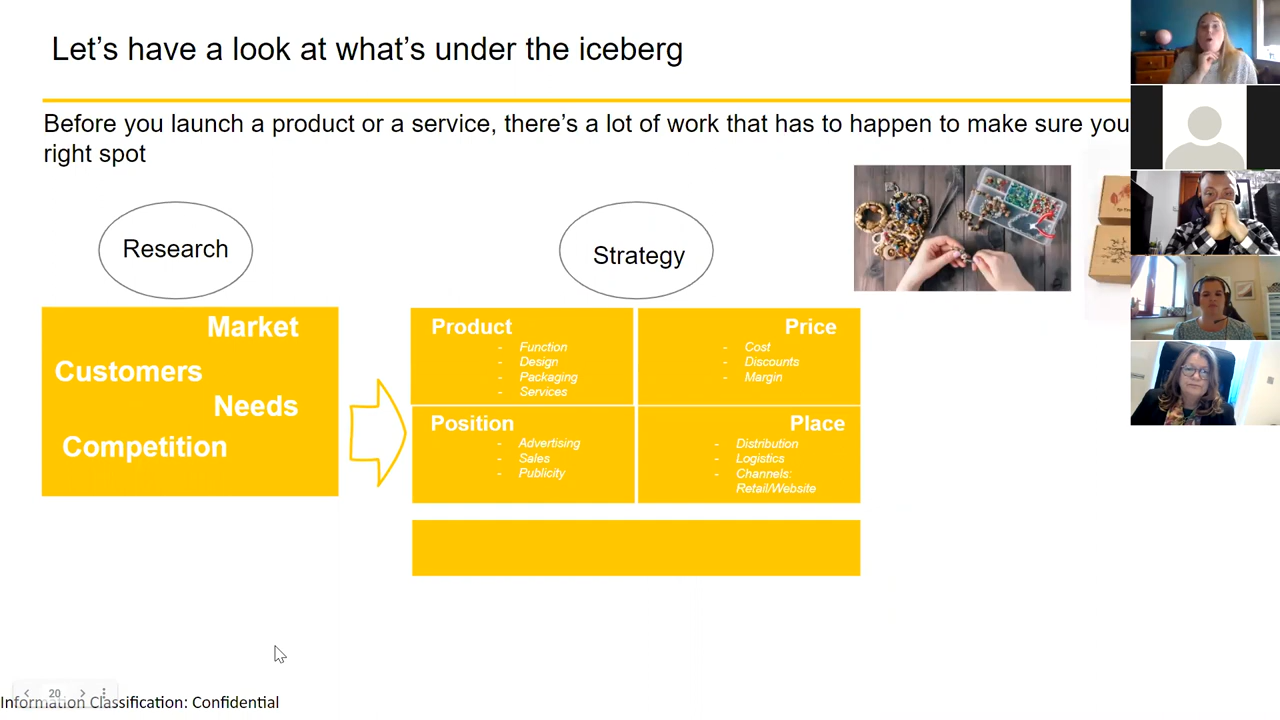 Let’s have a look at what’s under the iceberg
Before you launch a product or a service, there’s a lot of work that has to happen to make sure you
right spot
Research
Strategy
Market
Customers
Needs
Competition
Product
- Function
- Design
- Packaging
- Services
Price
- Cost
- Discounts
- Margin
Position
- Advertising
- Sales
- Publicity
Place
- Distribution
- Logistics
- Channels:
Retail/Website
20
Information Classification: Confidential